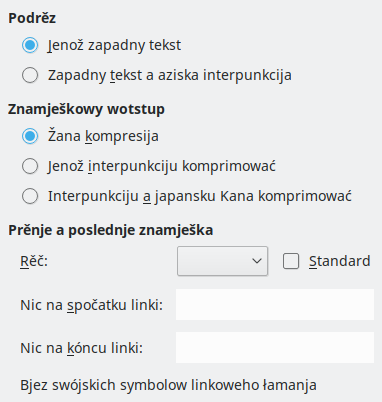 Podrěz
Jenož zapadny tekst
Zapadny tekst a aziska interpunkcija
Znamješkowy wotstup
Žana kompresija
Jenož interpunkciju komprimować
Interpunkciju a japansku Kana komprimować
Prěnje a poslednje znamješka
Rěč:
Standard
Nic na spočatku linki:
Nic na kóncu linki:
Bjez swójskich symbolow linkoweho łamanja